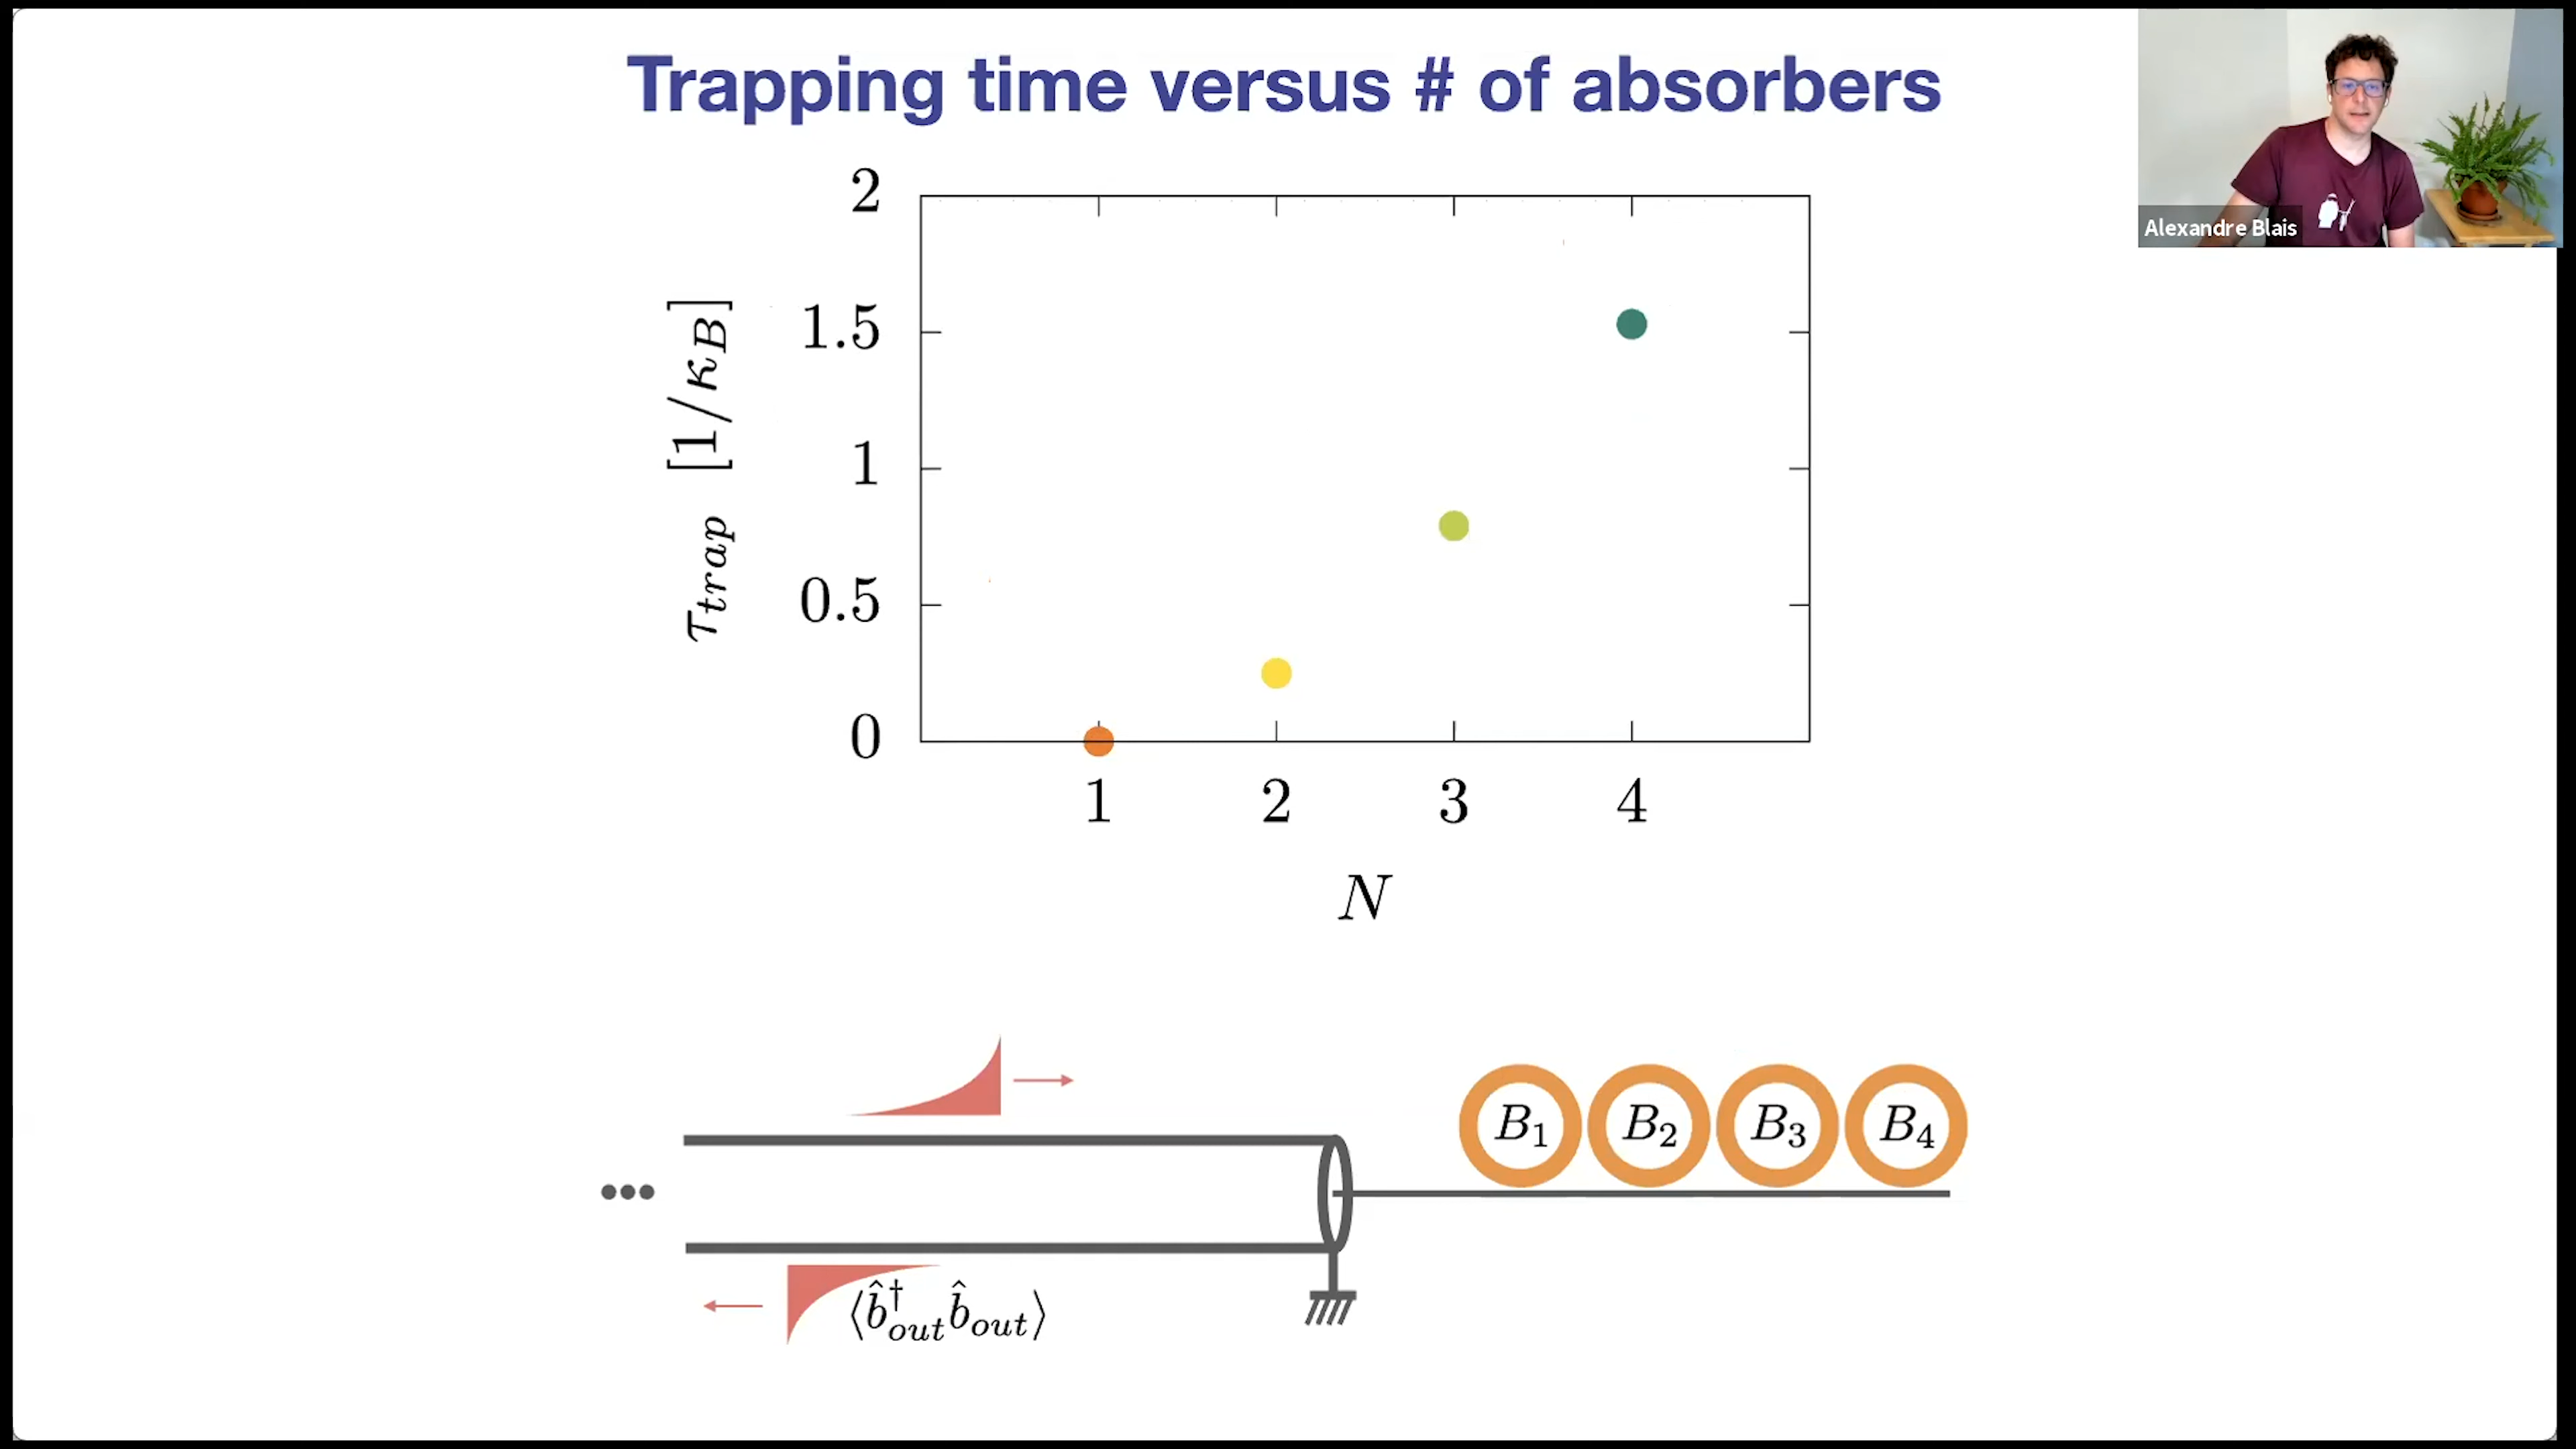 Trapping time versus # of absorbers
Alexandre Blais
2
1.5
1
0.5
0
τ_trap [1/κ_B]
1 2 3 4
N
B_1 B_2 B_3 B_4
•••
⟨b̂†_out b̂_out⟩